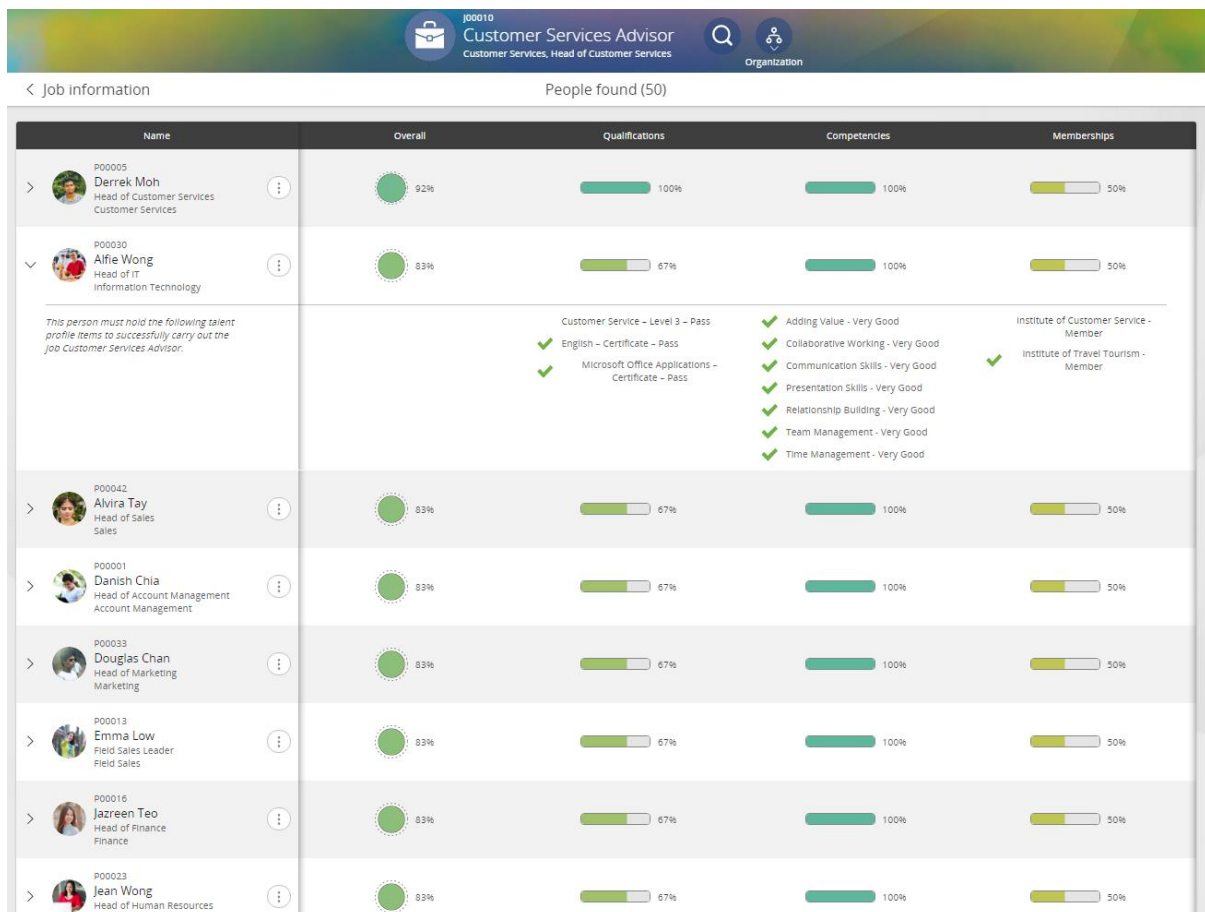 J00010
Customer Services Advisor
Customer Services, Head of Customer Services
Organization
Job information
People found (50)
Name Overall Qualifications Competencies Memberships
P00005
Derrek Moh
Head of Customer Services
Customer Services
92% 100% 100% 50%
P00030
Alfie Wong
Head of IT
Information Technology
83% 67% 100% 50%
This person must hold the following talent
profile items to successfully carry out the
job Customer Services Advisor.
Customer Service – Level 3 – Pass
English – Certificate – Pass
Microsoft Office Applications –
Certificate – Pass
Adding Value - Very Good
Collaborative Working - Very Good
Communication Skills - Very Good
Presentation Skills - Very Good
Relationship Building - Very Good
Team Management - Very Good
Time Management - Very Good
Institute of Customer Service -
Member
Institute of Travel Tourism -
Member
P00042
Alvira Tay
Head of Sales
Sales
83% 67% 100% 50%
P00001
Danish Chia
Head of Account Management
Account Management
83% 67% 100% 50%
P00033
Douglas Chan
Head of Marketing
Marketing
83% 67% 100% 50%
P00013
Emma Low
Field Sales Leader
Field Sales
83% 67% 100% 50%
P00016
Jazreen Teo
Head of Finance
Finance
83% 67% 100% 50%
P00023
Jean Wong
Head of Human Resources
83% 67% 100% 50%